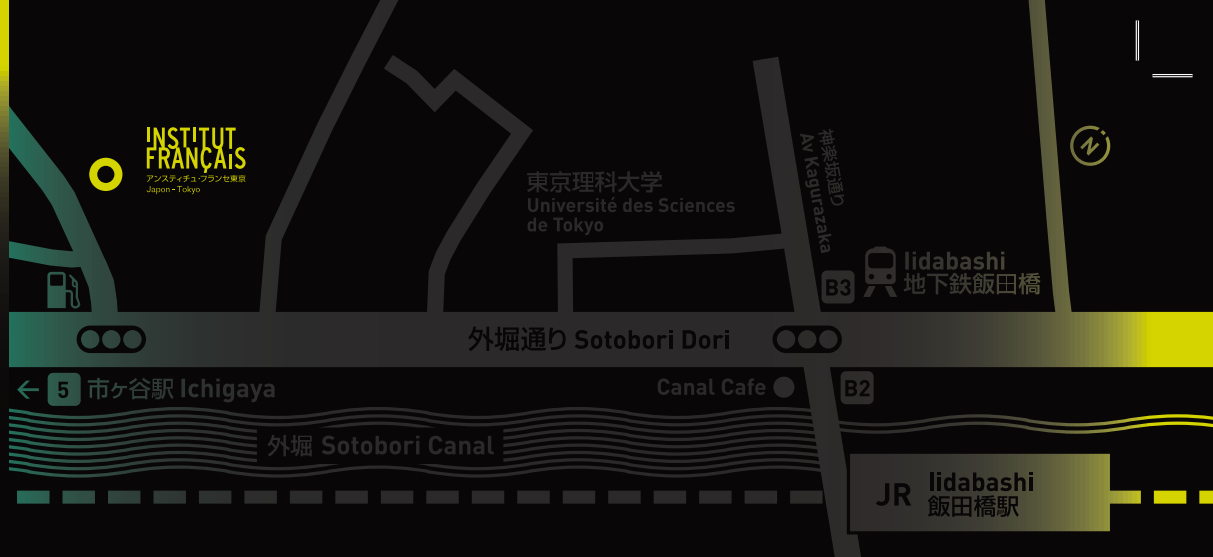 INSTITUT
FRANÇAIS
アンスティチュ・フランセ東京
Japon - Tokyo
東京理科大学
Université des Sciences
de Tokyo
神楽坂通り
Av Kagurazaka
N
B3
Iidabashi
地下鉄飯田橋
外堀通り Sotobori Dori
← 5 市ヶ谷駅 Ichigaya
Canal Cafe
B2
外堀 Sotobori Canal
JR
Iidabashi
飯田橋駅